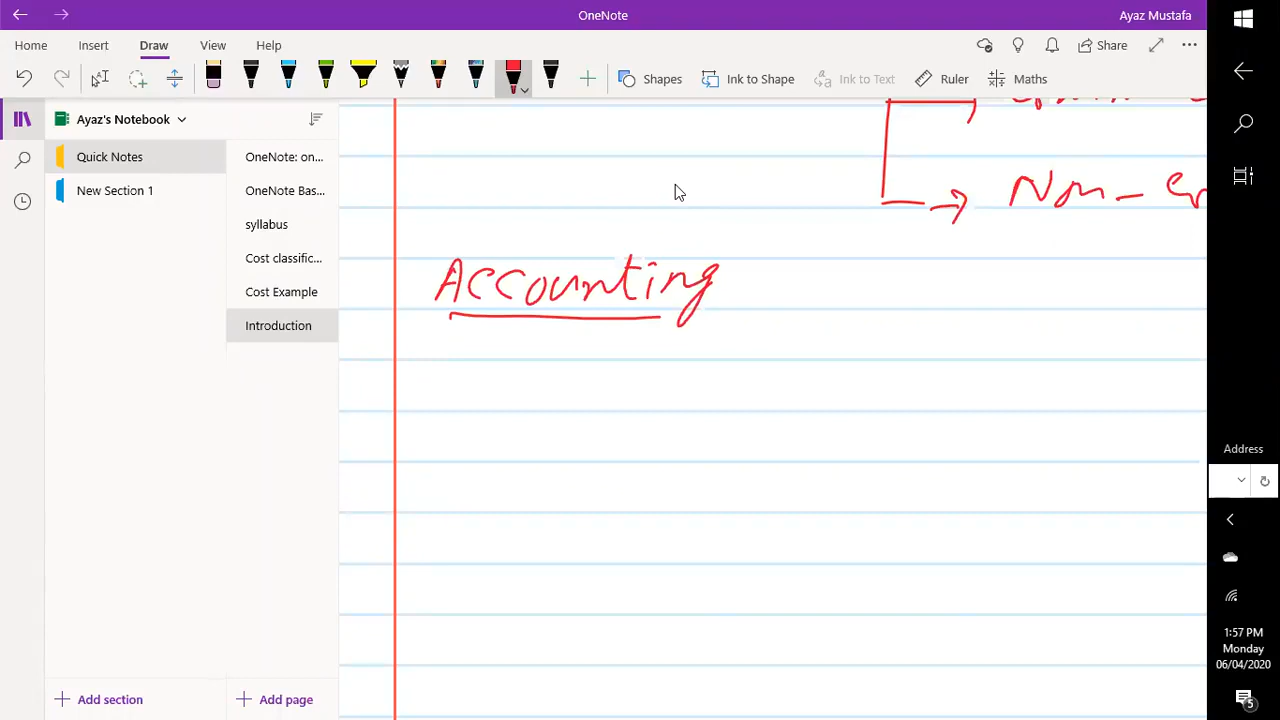 OneNote
Ayaz Mustafa
Home Insert Draw View Help
Share
Shapes Ink to Shape Ink to Text Ruler Maths
Ayaz's Notebook
Quick Notes
New Section 1
OneNote: on...
OneNote Bas...
syllabus
Cost classific...
Cost Example
Introduction
Non-
Accounting
Add section
Add page
Address
1:57 PM
Monday
06/04/2020
5